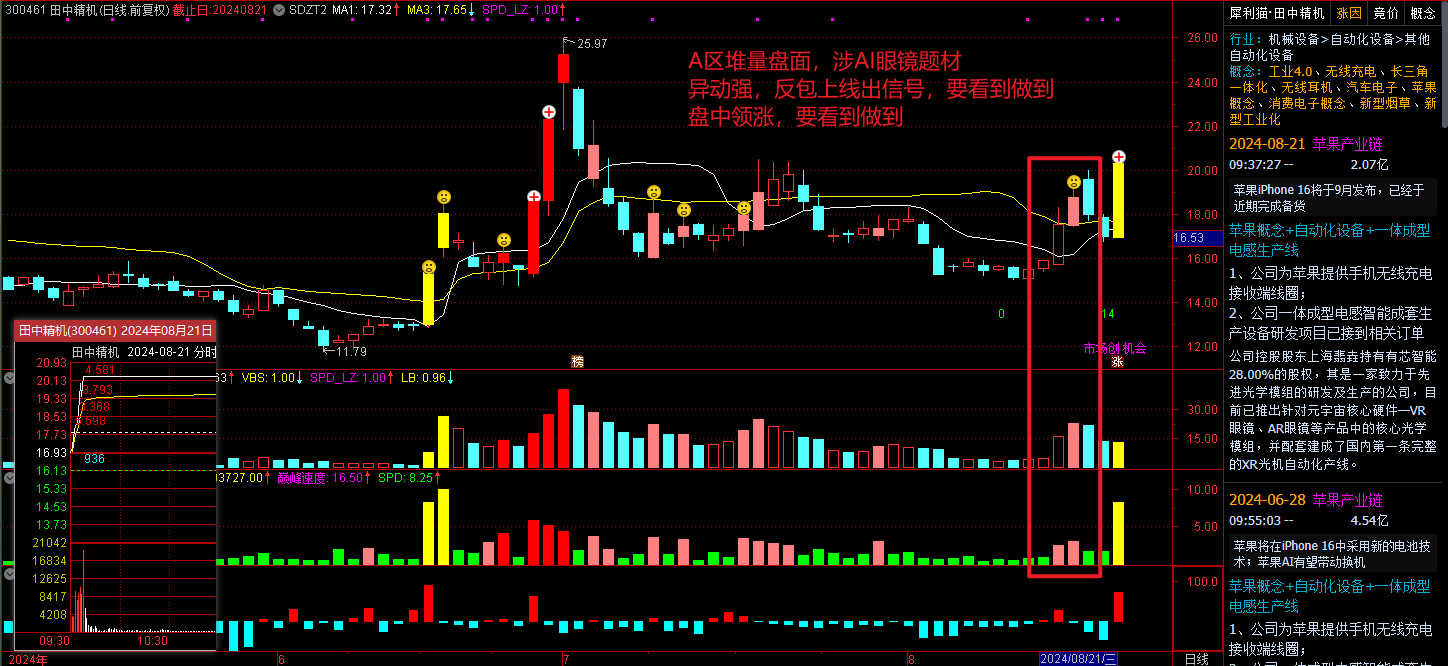 300461 田中精机(日线.前复权) 截止日:20240821 SDZT2 MA1: 17.32↑ MA3: 17.65↓ SPD_LZ: 1.00↑
25.97
A区堆量盘面，涉AI眼镜题材
异动强，反包上线出信号，要看到做到
盘中领涨，要看到做到
26.00
24.00
22.00
20.00
18.00
16.53
16.00
14.00
12.00
0
14
市场创机会
11.79
榜
涨
田中精机(300461) 2024年08月21日
田中精机 2024-08-21 分时
20.93
20.13
19.33
18.53
17.73
16.93
16.13
15.33
14.53
13.73
21042
16834
12625
8417
4208
4.581
3.793
3.368
936
09:30 10:30
63↑ VBS: 1.00↓ SPD_LZ: 1.00↑ LB: 0.96↓
30.00
15.00
13727.00↑ 巅峰速度: 16.50↑ SPD: 8.25↑
10.00
5.00
100.0
2024年 6 7 8 2024/08/21/三 日线
犀利猫·田中精机 涨因 竞价 概念
行业：机械设备>自动化设备>其他
自动化设备
概念：工业4.0、无线充电、长三角
一体化、无线耳机、汽车电子、苹果
概念、消费电子概念、新型烟草、新
型工业化
2024-08-21 苹果产业链
09:37:27 -- 2.07亿
苹果iPhone 16将于9月发布，已经于
近期完成备货
苹果概念+自动化设备+一体成型
电感生产线
1、公司为苹果提供手机无线充电
接收端线圈；
2、公司一体成型电感智能成套生
产设备研发项目已接到相关订单
公司控股股东上海翡垚持有有芯智能
28.00%的股权，其是一家致力于先
进光学模组的研发及生产的公司，目
前已推出针对元宇宙核心硬件—VR
眼镜、AR眼镜等产品中的核心光学
模组，并配套建成了国内第一条完整
的XR光机自动化产线。
2024-06-28 苹果产业链
09:55:03 -- 4.54亿
苹果将在iPhone 16中采用新的电池技
术；苹果AI有望带动换机
苹果概念+自动化设备+一体成型
电感生产线
1、公司为苹果提供手机无线充电
接收端线圈；